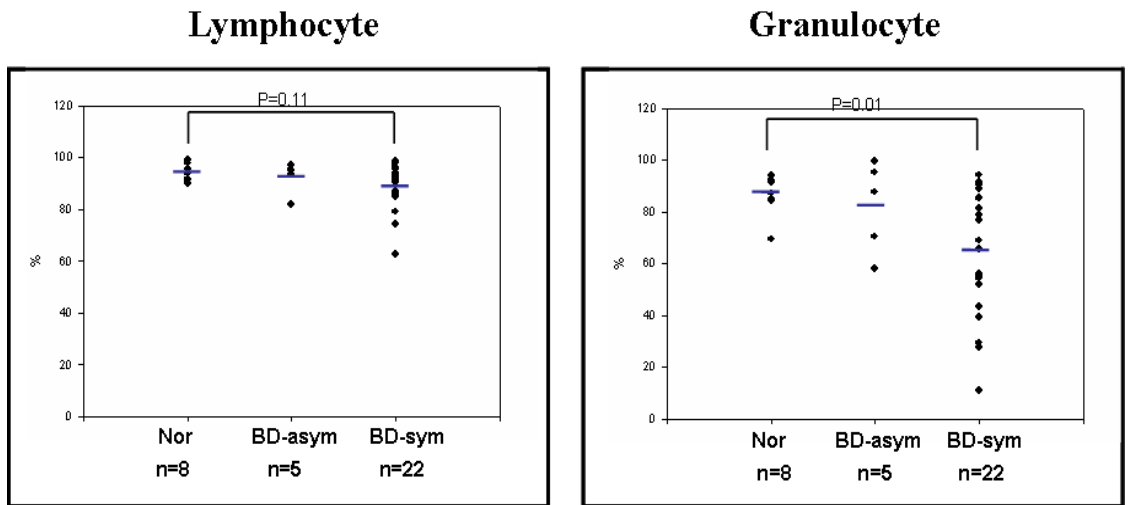 Lymphocyte
P=0.11
120
100
80
60
40
20
0
%
Nor BD-asym BD-sym
n=8 n=5 n=22
Granulocyte
P=0.01
120
100
80
60
40
20
0
%
Nor BD-asym BD-sym
n=8 n=5 n=22